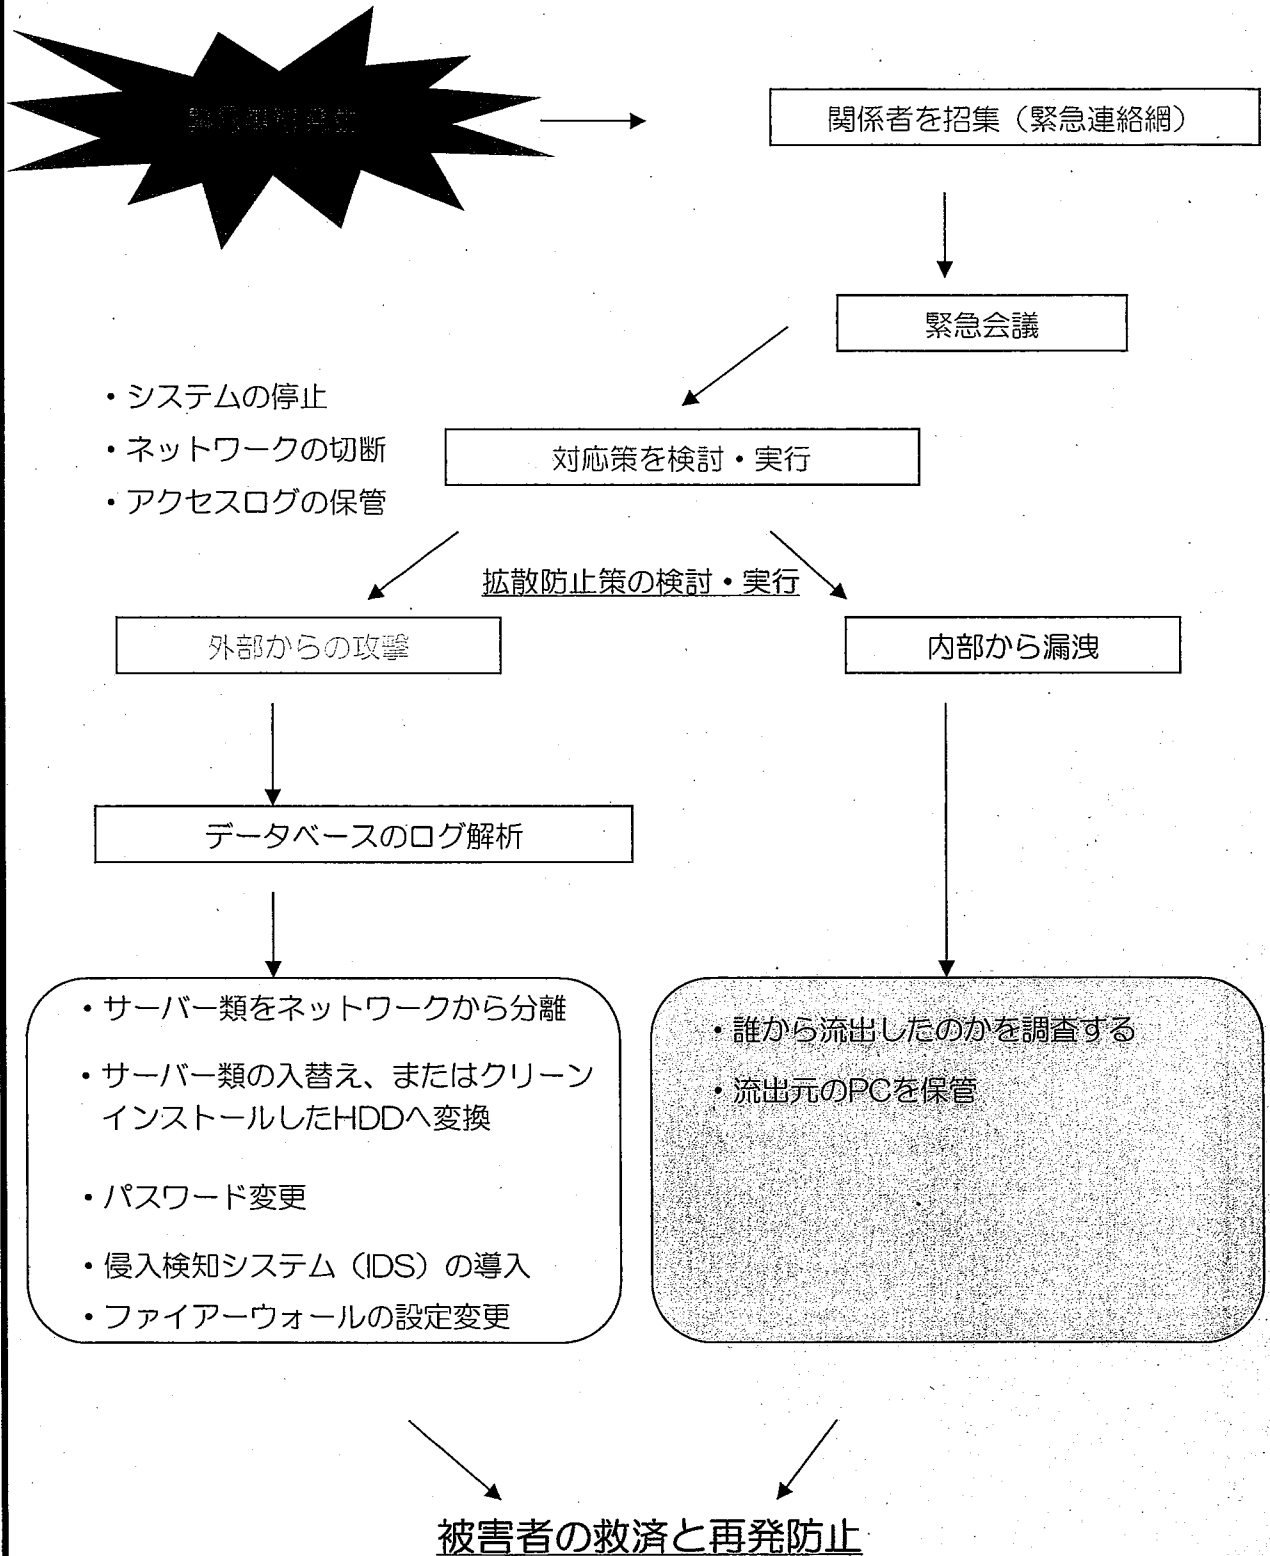 関係者を招集（緊急連絡網）
緊急会議
・システムの停止
・ネットワークの切断
・アクセスログの保管
対応策を検討・実行
拡散防止策の検討・実行
外部からの攻撃
内部から漏洩
データベースのログ解析
・サーバー類をネットワークから分離
・サーバー類の入替え、またはクリーン
インストールしたHDDへ変換
・パスワード変更
・侵入検知システム（IDS）の導入
・ファイアーウォールの設定変更
・誰から流出したのかを調査する
・流出元のPCを保管
被害者の救済と再発防止